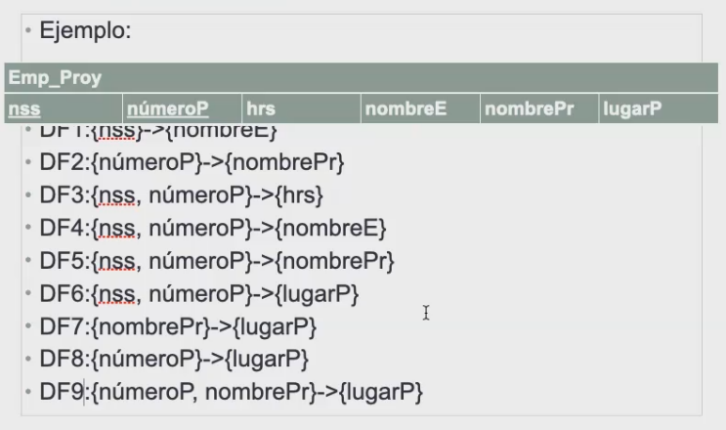 • Ejemplo:
Emp_Proy
nss númeroP hrs nombreE nombrePr lugarP
• DF1:{nss}->{nombreE}
• DF2:{númeroP}->{nombrePr}
• DF3:{nss, númeroP}->{hrs}
• DF4:{nss, númeroP}->{nombreE}
• DF5:{nss, númeroP}->{nombrePr}
• DF6:{nss, númeroP}->{lugarP}
• DF7:{nombrePr}->{lugarP}
• DF8:{númeroP}->{lugarP}
• DF9:{númeroP, nombrePr}->{lugarP}